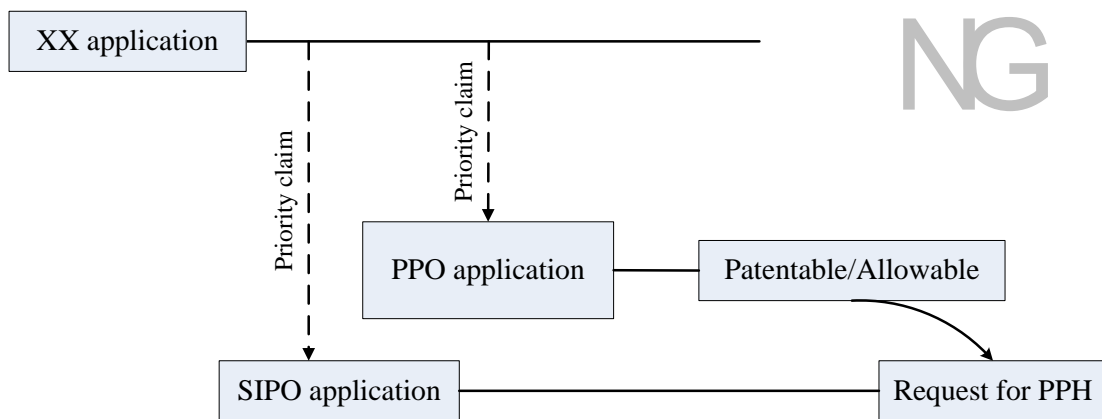 XX application
NG
Priority claim
Priority claim
PPO application
Patentable/Allowable
SIPO application
Request for PPH